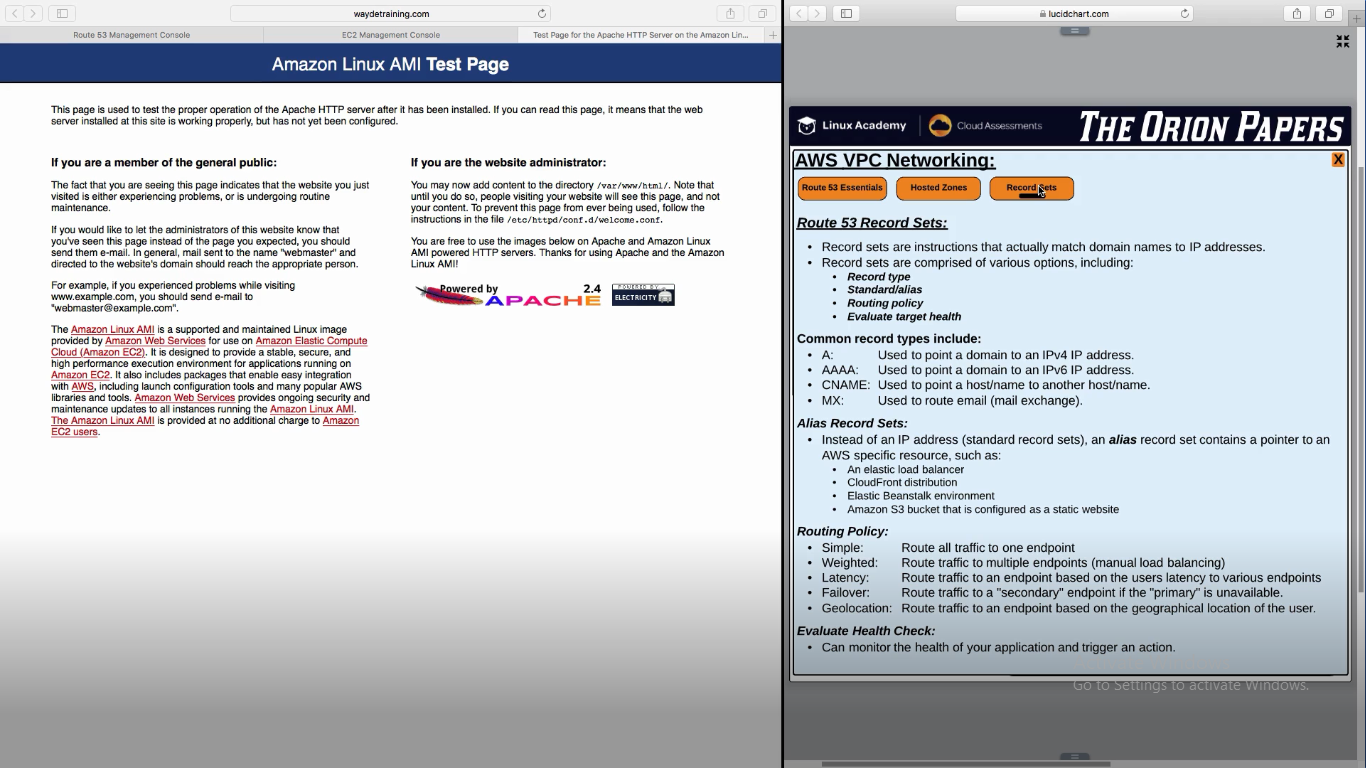 waydetraining.com
Route 53 Management Console
EC2 Management Console
Test Page for the Apache HTTP Server on the Amazon Lin...
Amazon Linux AMI Test Page
This page is used to test the proper operation of the Apache HTTP server after it has been installed. If you can read this page, it means that the web
server installed at this site is working properly, but has not yet been configured.
If you are a member of the general public:
The fact that you are seeing this page indicates that the website you just
visited is either experiencing problems, or is undergoing routine
maintenance.
If you would like to let the administrators of this website know that
you've seen this page instead of the page you expected, you should
send them e-mail. In general, mail sent to the name "webmaster" and
directed to the website's domain should reach the appropriate person.
For example, if you experienced problems while visiting
www.example.com, you should send e-mail to
"webmaster@example.com".
The Amazon Linux AMI is a supported and maintained Linux image
provided by Amazon Web Services for use on Amazon Elastic Compute
Cloud (Amazon EC2). It is designed to provide a stable, secure, and
high performance execution environment for applications running on
Amazon EC2. It also includes packages that enable easy integration
with AWS, including launch configuration tools and many popular AWS
libraries and tools. Amazon Web Services provides ongoing security and
maintenance updates to all instances running the Amazon Linux AMI.
The Amazon Linux AMI is provided at no additional charge to Amazon
EC2 users.
If you are the website administrator:
You may now add content to the directory /var/www/html/. Note that
until you do so, people visiting your website will see this page, and not
your content. To prevent this page from ever being used, follow the
instructions in the file /etc/httpd/conf.d/welcome.conf.
You are free to use the images below on Apache and Amazon Linux
AMI powered HTTP servers. Thanks for using Apache and the Amazon
Linux AMI!
Powered by 2.4
APACHE
POWERED BY
ELECTRICITY
lucidchart.com
Linux Academy
Cloud Assessments
THE ORION PAPERS
AWS VPC Networking:
X
Route 53 Essentials
Hosted Zones
Record Sets
Route 53 Record Sets:
• Record sets are instructions that actually match domain names to IP addresses.
• Record sets are comprised of various options, including:
• Record type
• Standard/alias
• Routing policy
• Evaluate target health
Common record types include:
• A: Used to point a domain to an IPv4 IP address.
• AAAA: Used to point a domain to an IPv6 IP address.
• CNAME: Used to point a host/name to another host/name.
• MX: Used to route email (mail exchange).
Alias Record Sets:
• Instead of an IP address (standard record sets), an alias record set contains a pointer to an
AWS specific resource, such as:
• An elastic load balancer
• CloudFront distribution
• Elastic Beanstalk environment
• Amazon S3 bucket that is configured as a static website
Routing Policy:
• Simple: Route all traffic to one endpoint
• Weighted: Route traffic to multiple endpoints (manual load balancing)
• Latency: Route traffic to an endpoint based on the users latency to various endpoints
• Failover: Route traffic to a "secondary" endpoint if the "primary" is unavailable.
• Geolocation: Route traffic to an endpoint based on the geographical location of the user.
Evaluate Health Check:
• Can monitor the health of your application and trigger an action.
Go to Settings to activate Windows.